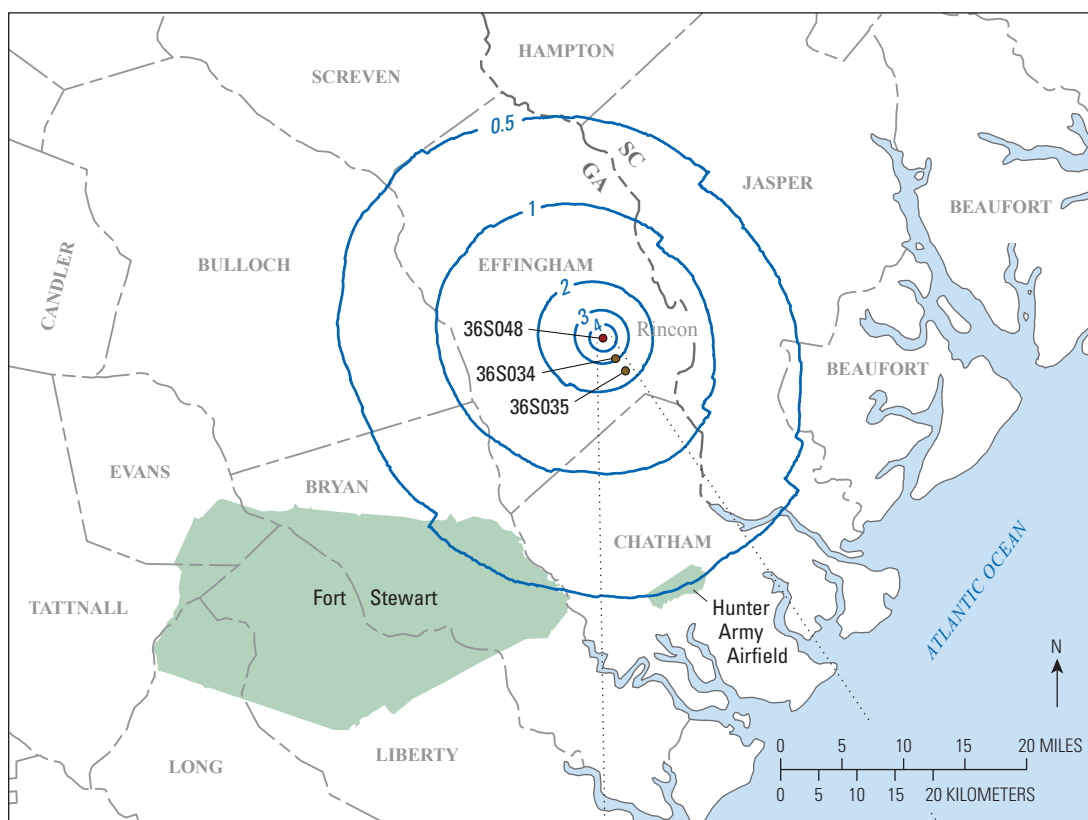 HAMPTON
SCREVEN
0.5
SC
GA
JASPER
BEAUFORT
1
CANDLER
BULLOCH
EFFINGHAM
2
3
4
36S048
Rincon
36S034
BEAUFORT
36S035
EVANS
BRYAN
CHATHAM
ATLANTIC OCEAN
TATTNALL
Fort Stewart
Hunter
Army
Airfield
N
LONG
LIBERTY
0 5 10 15 20 MILES
0 5 10 15 20 KILOMETERS